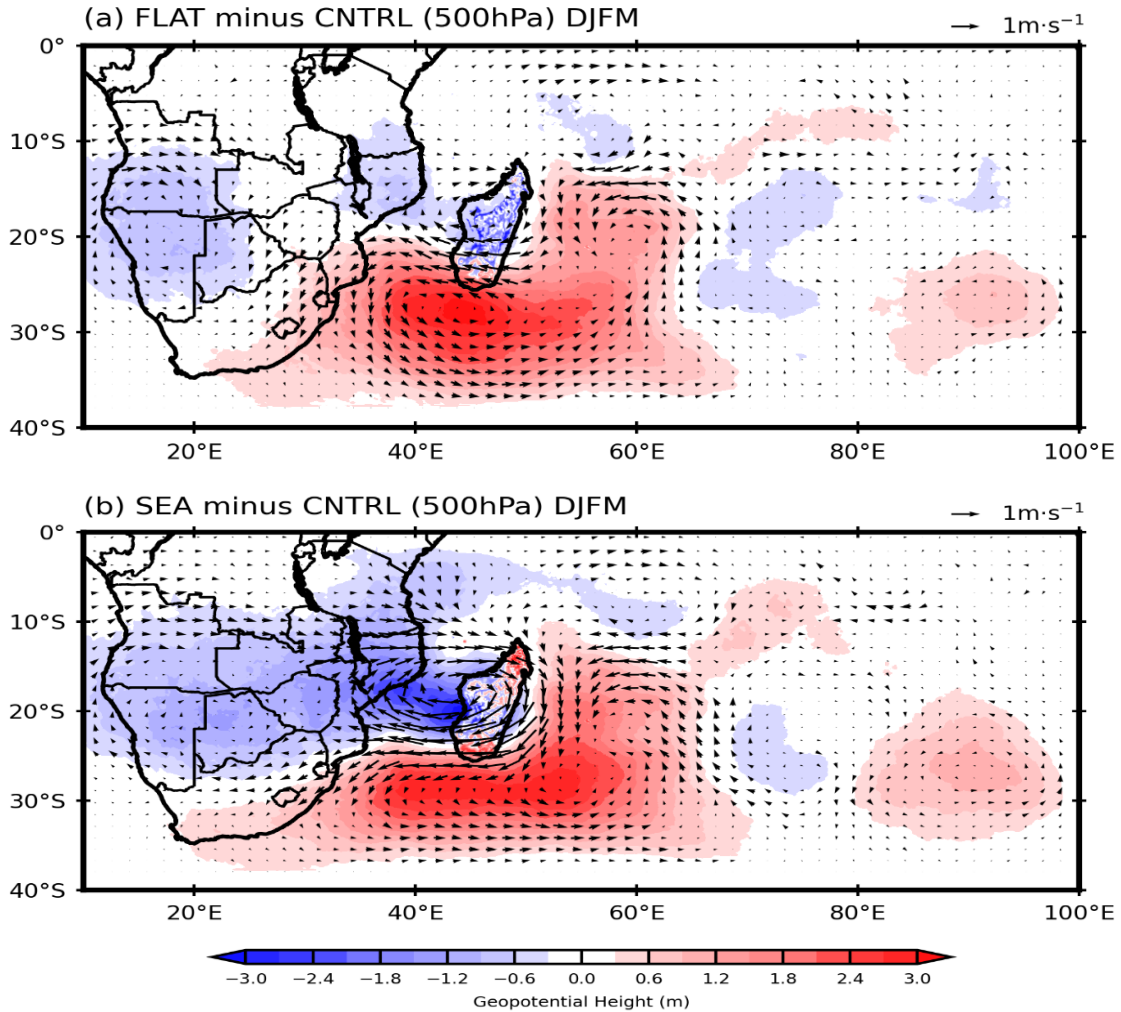 (a) FLAT minus CNTRL (500hPa) DJFM
1m·s⁻¹
0°
10°S
20°S
30°S
40°S
20°E 40°E 60°E 80°E 100°E
(b) SEA minus CNTRL (500hPa) DJFM
1m·s⁻¹
0°
10°S
20°S
30°S
40°S
20°E 40°E 60°E 80°E 100°E
−3.0 −2.4 −1.8 −1.2 −0.6 0.0 0.6 1.2 1.8 2.4 3.0
Geopotential Height (m)